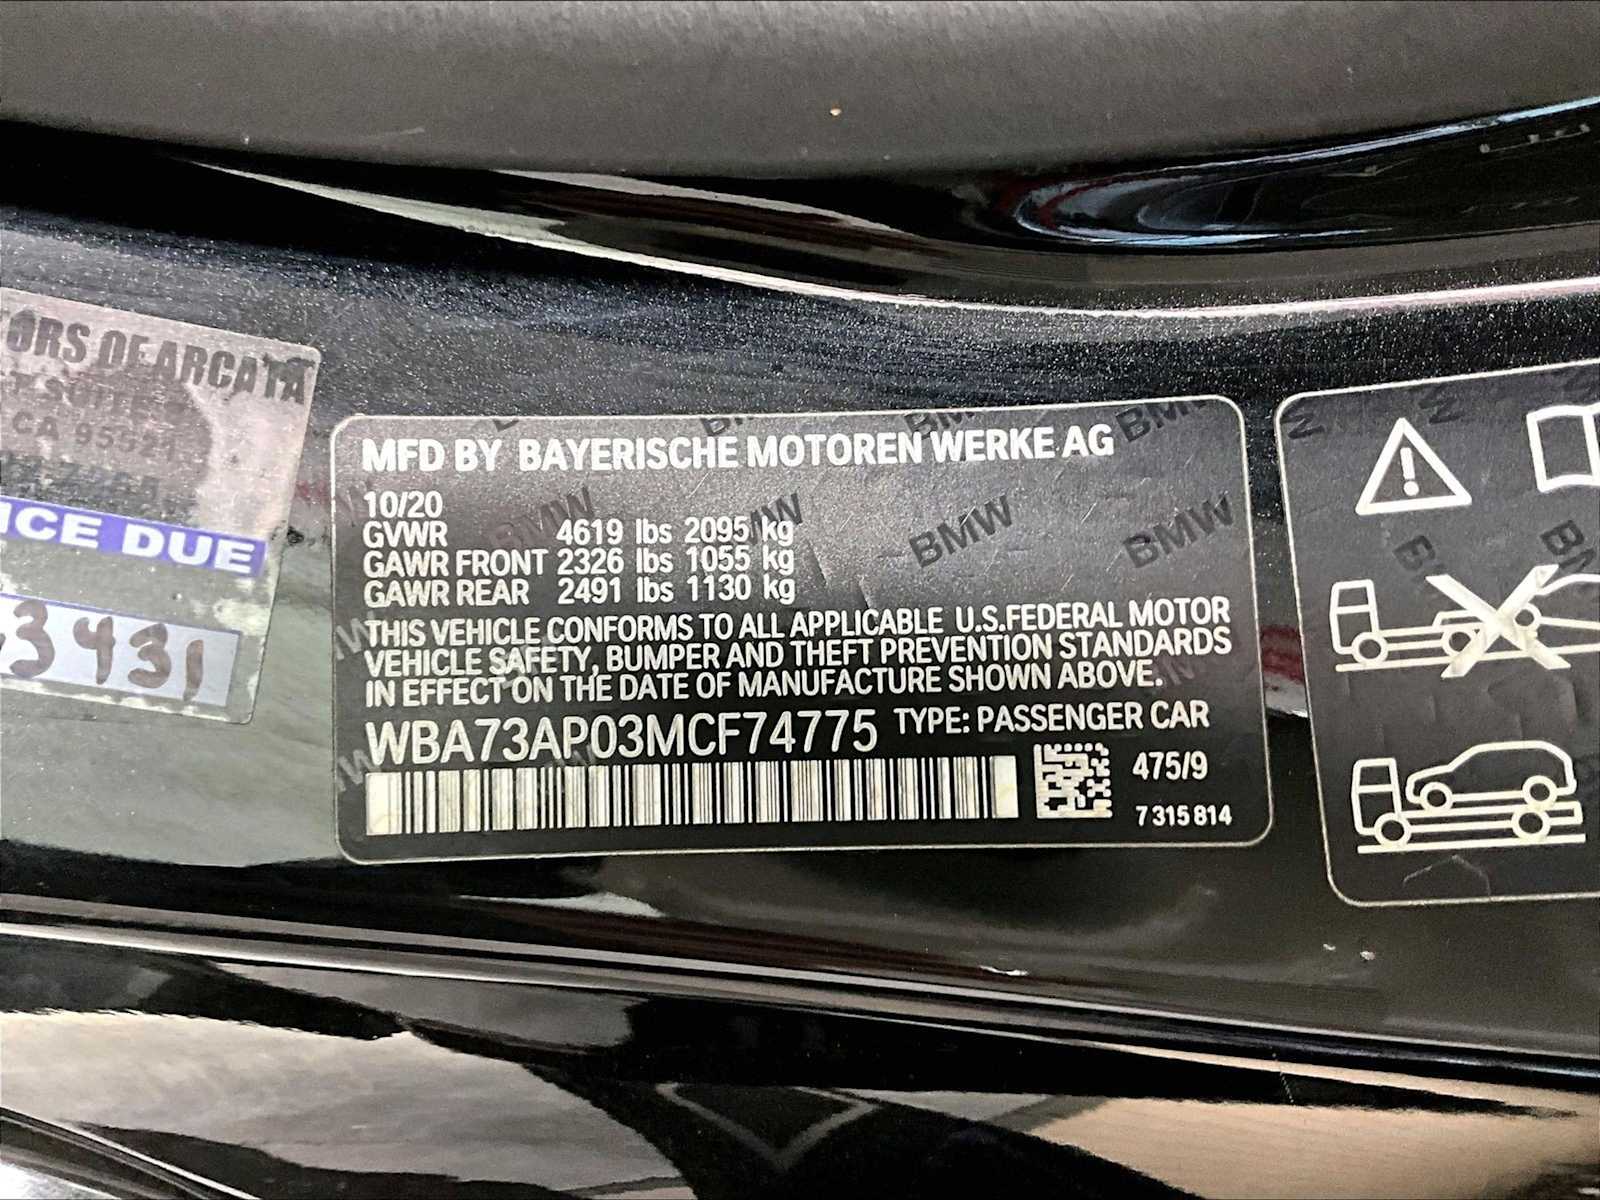 ORS OF ARCATA
SUITE
CA 95521
ICE DUE
3431
MFD BY BAYERISCHE MOTOREN WERKE AG
10/20
GVWR 4619 lbs 2095 kg
GAWR FRONT 2326 lbs 1055 kg
GAWR REAR 2491 lbs 1130 kg
THIS VEHICLE CONFORMS TO ALL APPLICABLE U.S.FEDERAL MOTOR
VEHICLE SAFETY, BUMPER AND THEFT PREVENTION STANDARDS
IN EFFECT ON THE DATE OF MANUFACTURE SHOWN ABOVE.
WBA73AP03MCF74775 TYPE: PASSENGER CAR
475/9
7 315 814